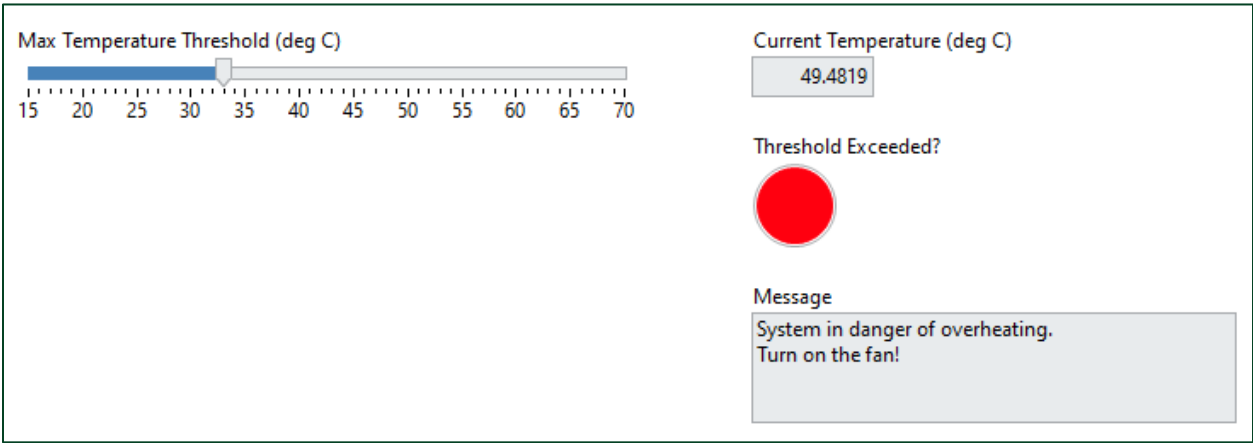 Max Temperature Threshold (deg C)
15 20 25 30 35 40 45 50 55 60 65 70
Current Temperature (deg C)
49.4819
Threshold Exceeded?
Message
System in danger of overheating.
Turn on the fan!